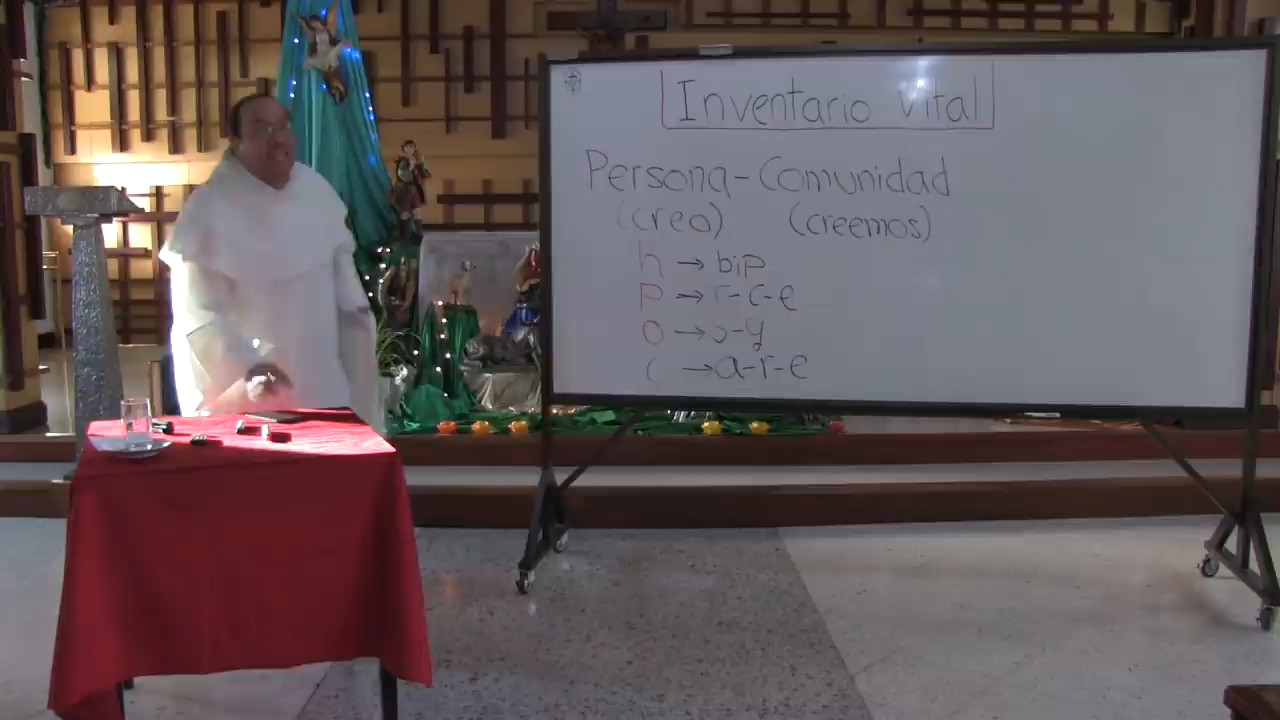 Inventario Vital
Persona-Comunidad
(creo) (creemos)
h → bip
p → r-c-e
O → o-y
C → a-r-e